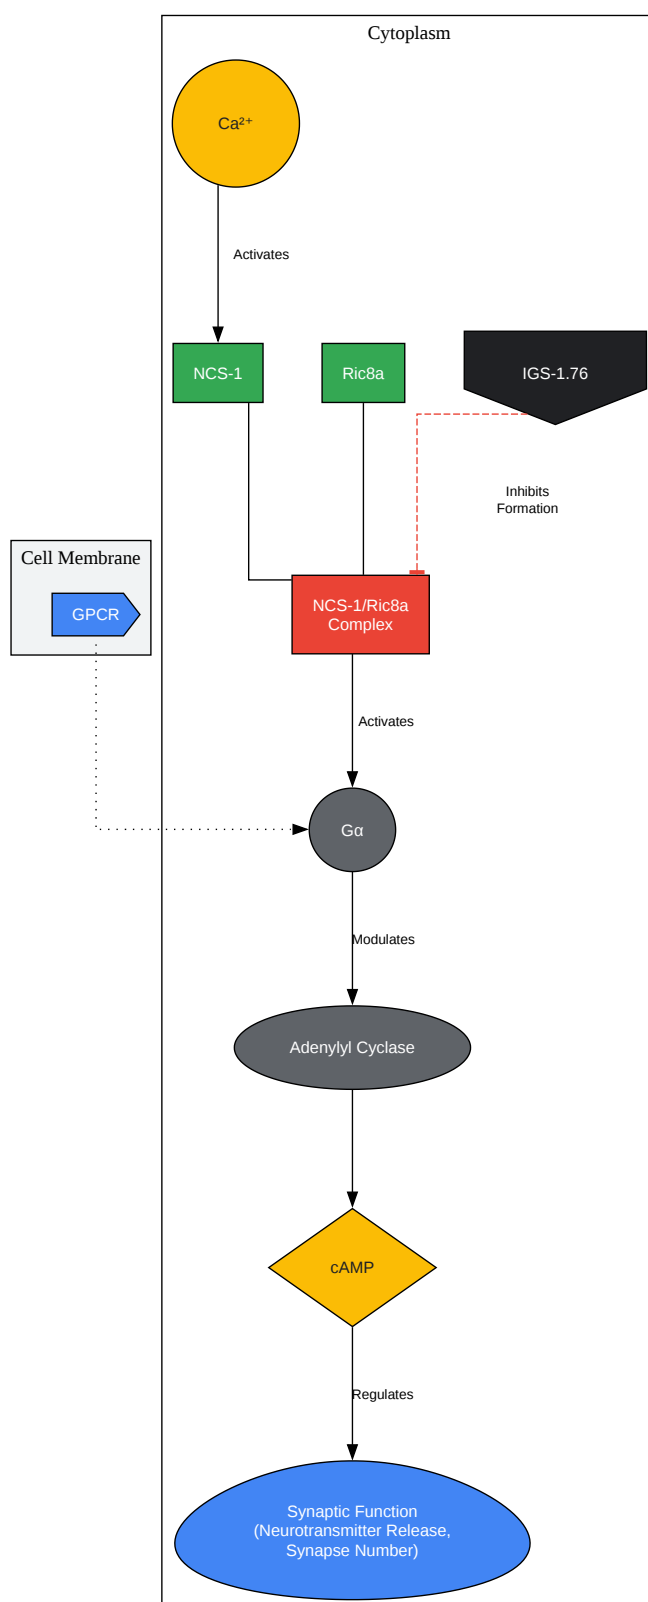 Cytoplasm
Ca²⁺
Activates
NCS-1
Ric8a
IGS-1.76
Inhibits
Formation
Cell Membrane
GPCR
NCS-1/Ric8a
Complex
Activates
Gα
Modulates
Adenylyl Cyclase
cAMP
Regulates
Synaptic Function
(Neurotransmitter Release,
Synapse Number)